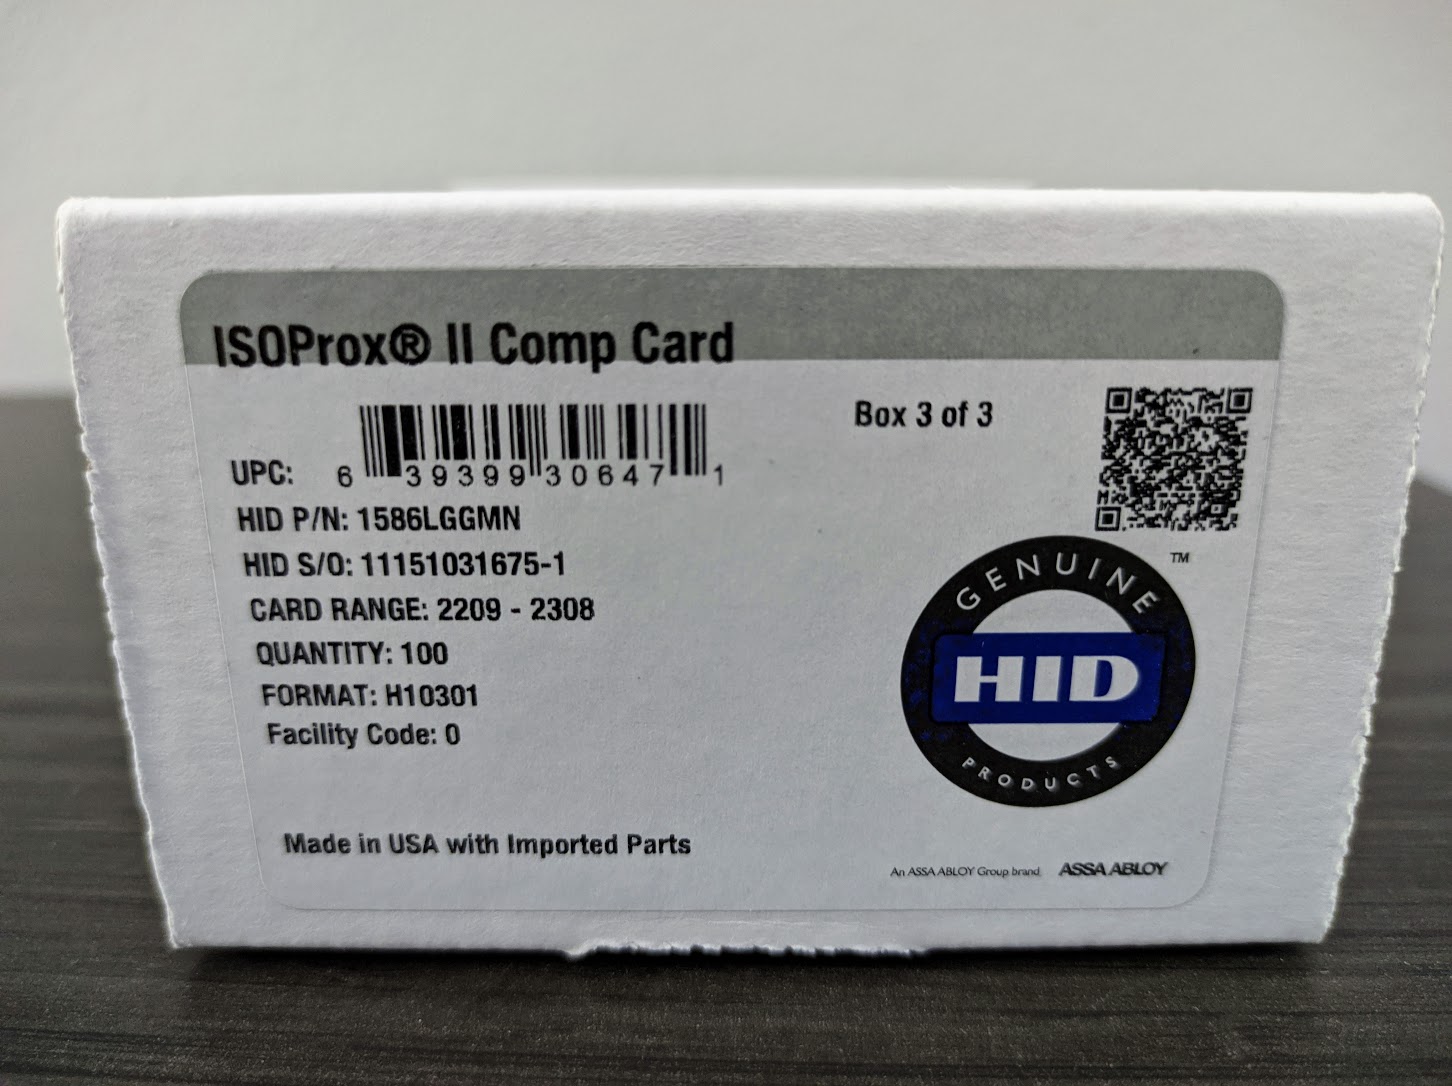 ISOProx® II Comp Card
Box 3 of 3
UPC: 6 39399 30647 1
HID P/N: 1586LGGMN
HID S/O: 11151031675-1
CARD RANGE: 2209 - 2308
QUANTITY: 100
FORMAT: H10301
Facility Code: 0
GENUINE ™
HID
PRODUCTS
Made in USA with Imported Parts
An ASSA ABLOY Group brand ASSA ABLOY